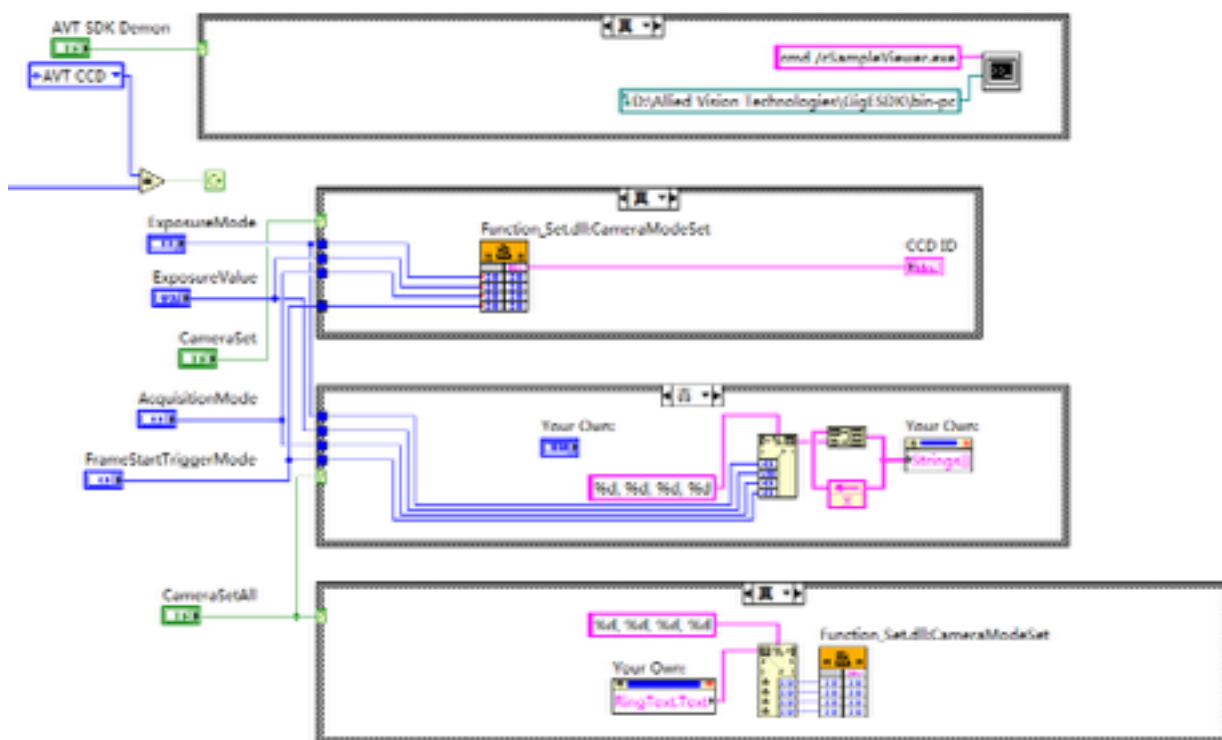 AVT SDK Demon
AVT CCD
真
cmd /cSampleViewer.exe
D:\Allied Vision Technologies\GigESDK\bin-pc
真
ExposureMode
Function_Set.dll:CameraModeSet
CCD ID
ExposureValue
CameraSet
否
AcquisitionMode
Your Own:
Your Own:
FrameStartTriggerMode
Strings[]
%d, %d, %d, %d
真
CameraSetAll
%d, %d, %d, %d
Function_Set.dll:CameraModeSet
Your Own:
RingText.Text